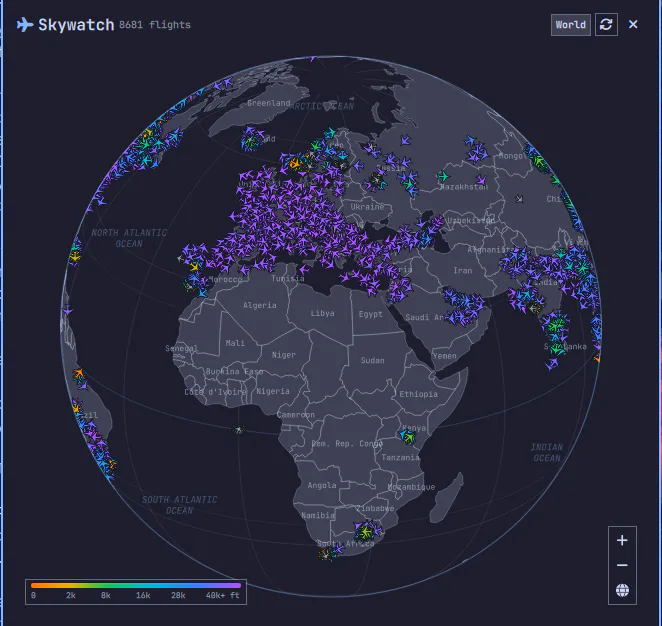 Skywatch 8681 flights
World
Greenland
ARCTIC OCEAN
Mongo
Kazakhstan
Ukraine
Uzbekistan
NORTH ATLANTIC
OCEAN
Afghanist
Iran
Morocco
Tunisia
India
Algeria
Libya
Egypt
Saudi Ar
Senegal
Mali
Niger
Sudan
Yemen
Sri Lanka
Burkina Faso
Côte d'Ivoire
Nigeria
Ethiopia
Cameroon
Kenya
zil
Dem. Rep. Congo
Tanzania
INDIAN
OCEAN
Angola
Mozambique
SOUTH ATLANTIC
OCEAN
Namibia
Zimbabwe
South Africa
0 2k 8k 16k 28k 40k+ ft